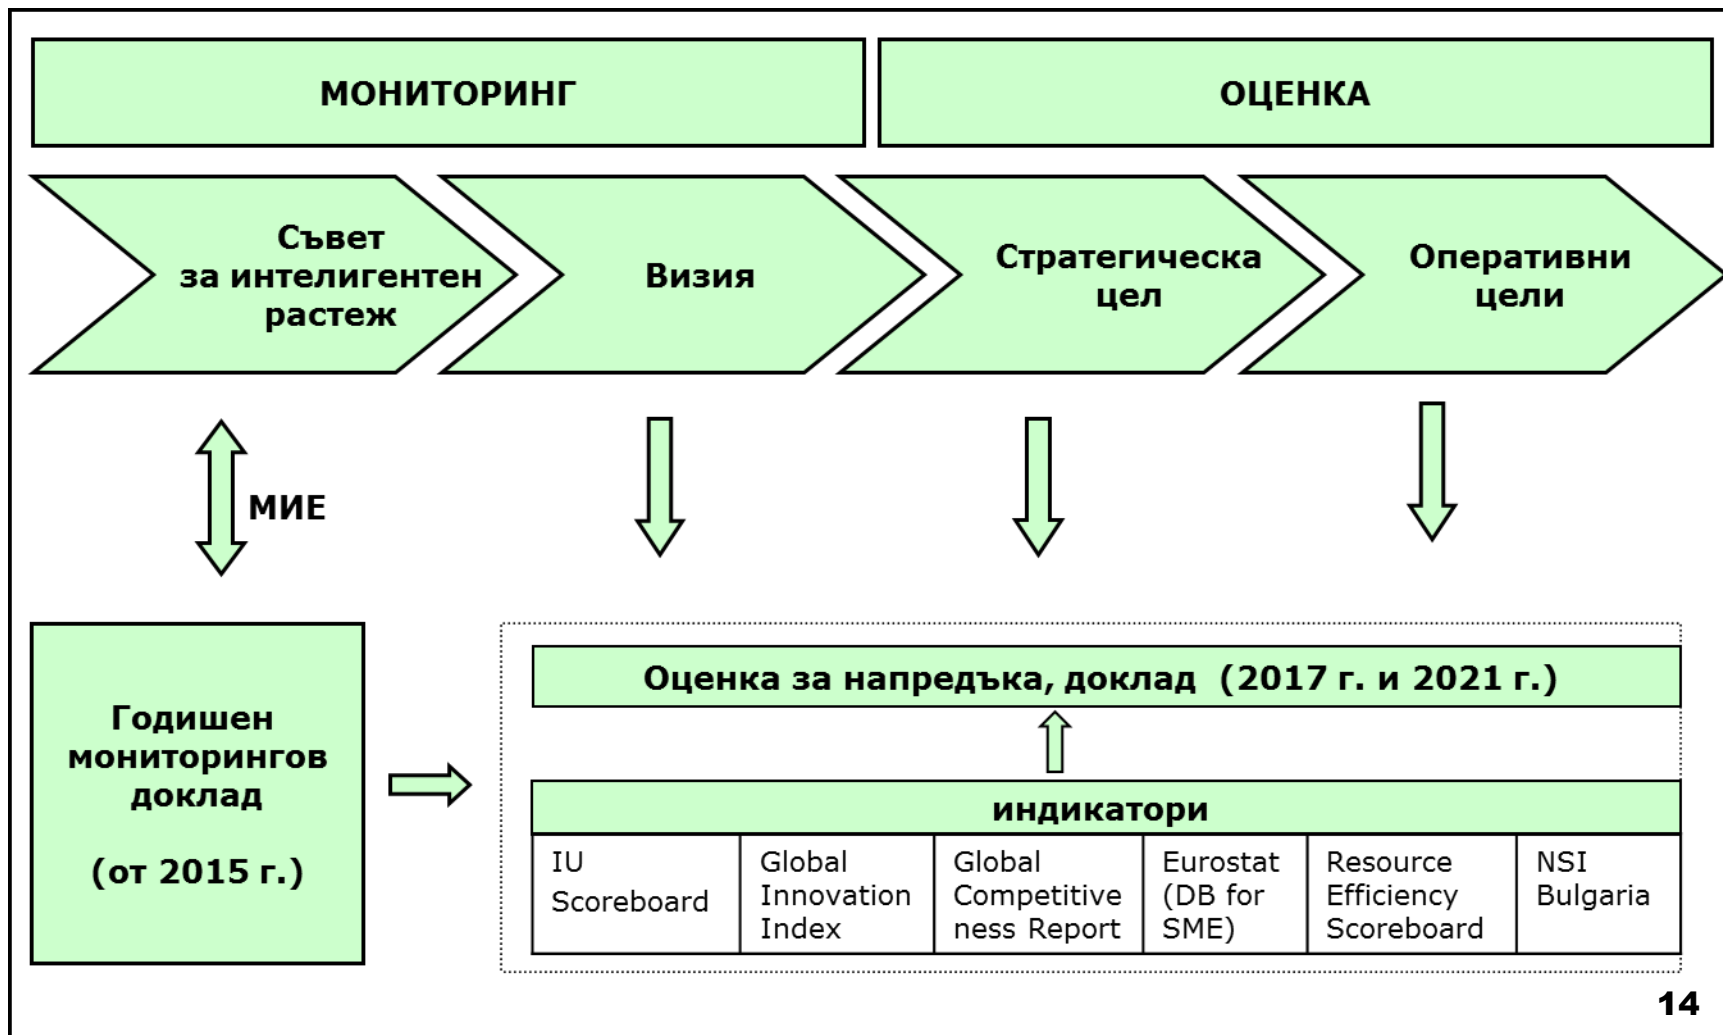 МОНИТОРИНГ
ОЦЕНКА
Съвет
за интелигентен
растеж
Визия
Стратегическа
цел
Оперативни
цели
МИЕ
Годишен
мониторингов
доклад
(от 2015 г.)
Оценка за напредъка, доклад (2017 г. и 2021 г.)
индикатори
IU
Scoreboard
Global
Innovation
Index
Global
Competitive
ness Report
Eurostat
(DB for
SME)
Resource
Efficiency
Scoreboard
NSI
Bulgaria
14